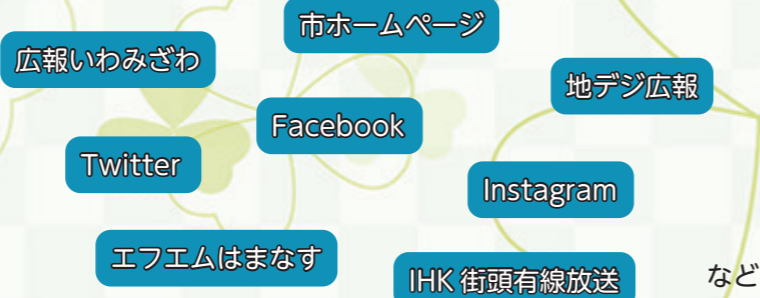 市ホームページ
広報いわみざわ
地デジ広報
Facebook
Twitter
Instagram
エフエムはまなす
IHK 街頭有線放送
など